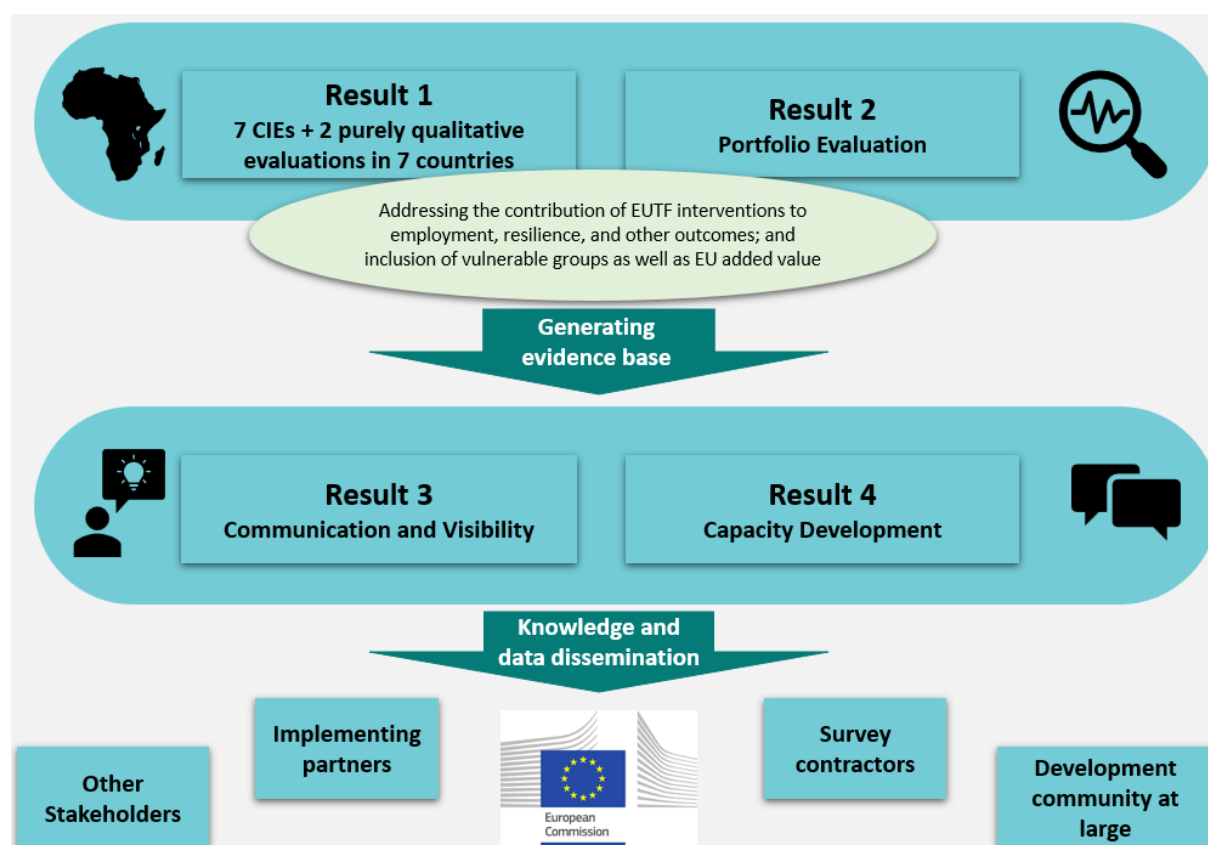 Result 1
7 CIEs + 2 purely qualitative
evaluations in 7 countries
Result 2
Portfolio Evaluation
Addressing the contribution of EUTF interventions to
employment, resilience, and other outcomes; and
inclusion of vulnerable groups as well as EU added value
Generating
evidence base
Result 3
Communication and Visibility
Result 4
Capacity Development
Knowledge and
data dissemination
Implementing
partners
Survey
contractors
Other
Stakeholders
European
Commission
Development
community at
large